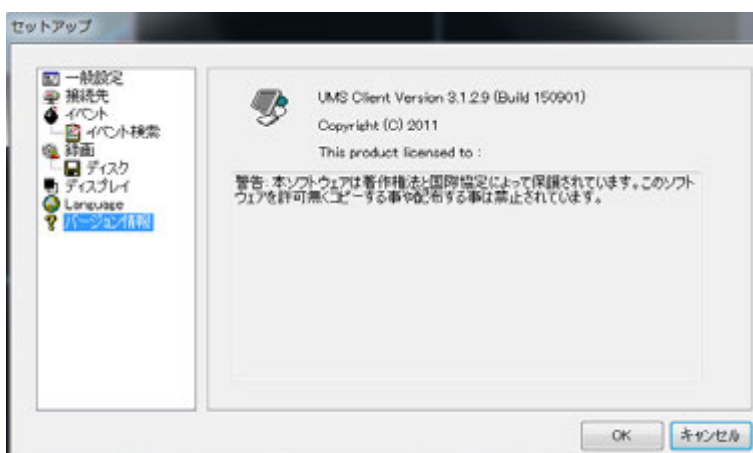 セットアップ
一般設定
接続先
イベント
イベント検索
録画
ディスク
ディスプレイ
Language
バージョン情報
UMS Client Version 3.1.2.9 (Build 150901)
Copyright (C) 2011
This product licensed to :
警告: 本ソフトウェアは著作権法と国際協定によって保護されています。このソフト
ウェアを許可無くコピーする事や配布する事は禁止されています。
OK
キャンセル